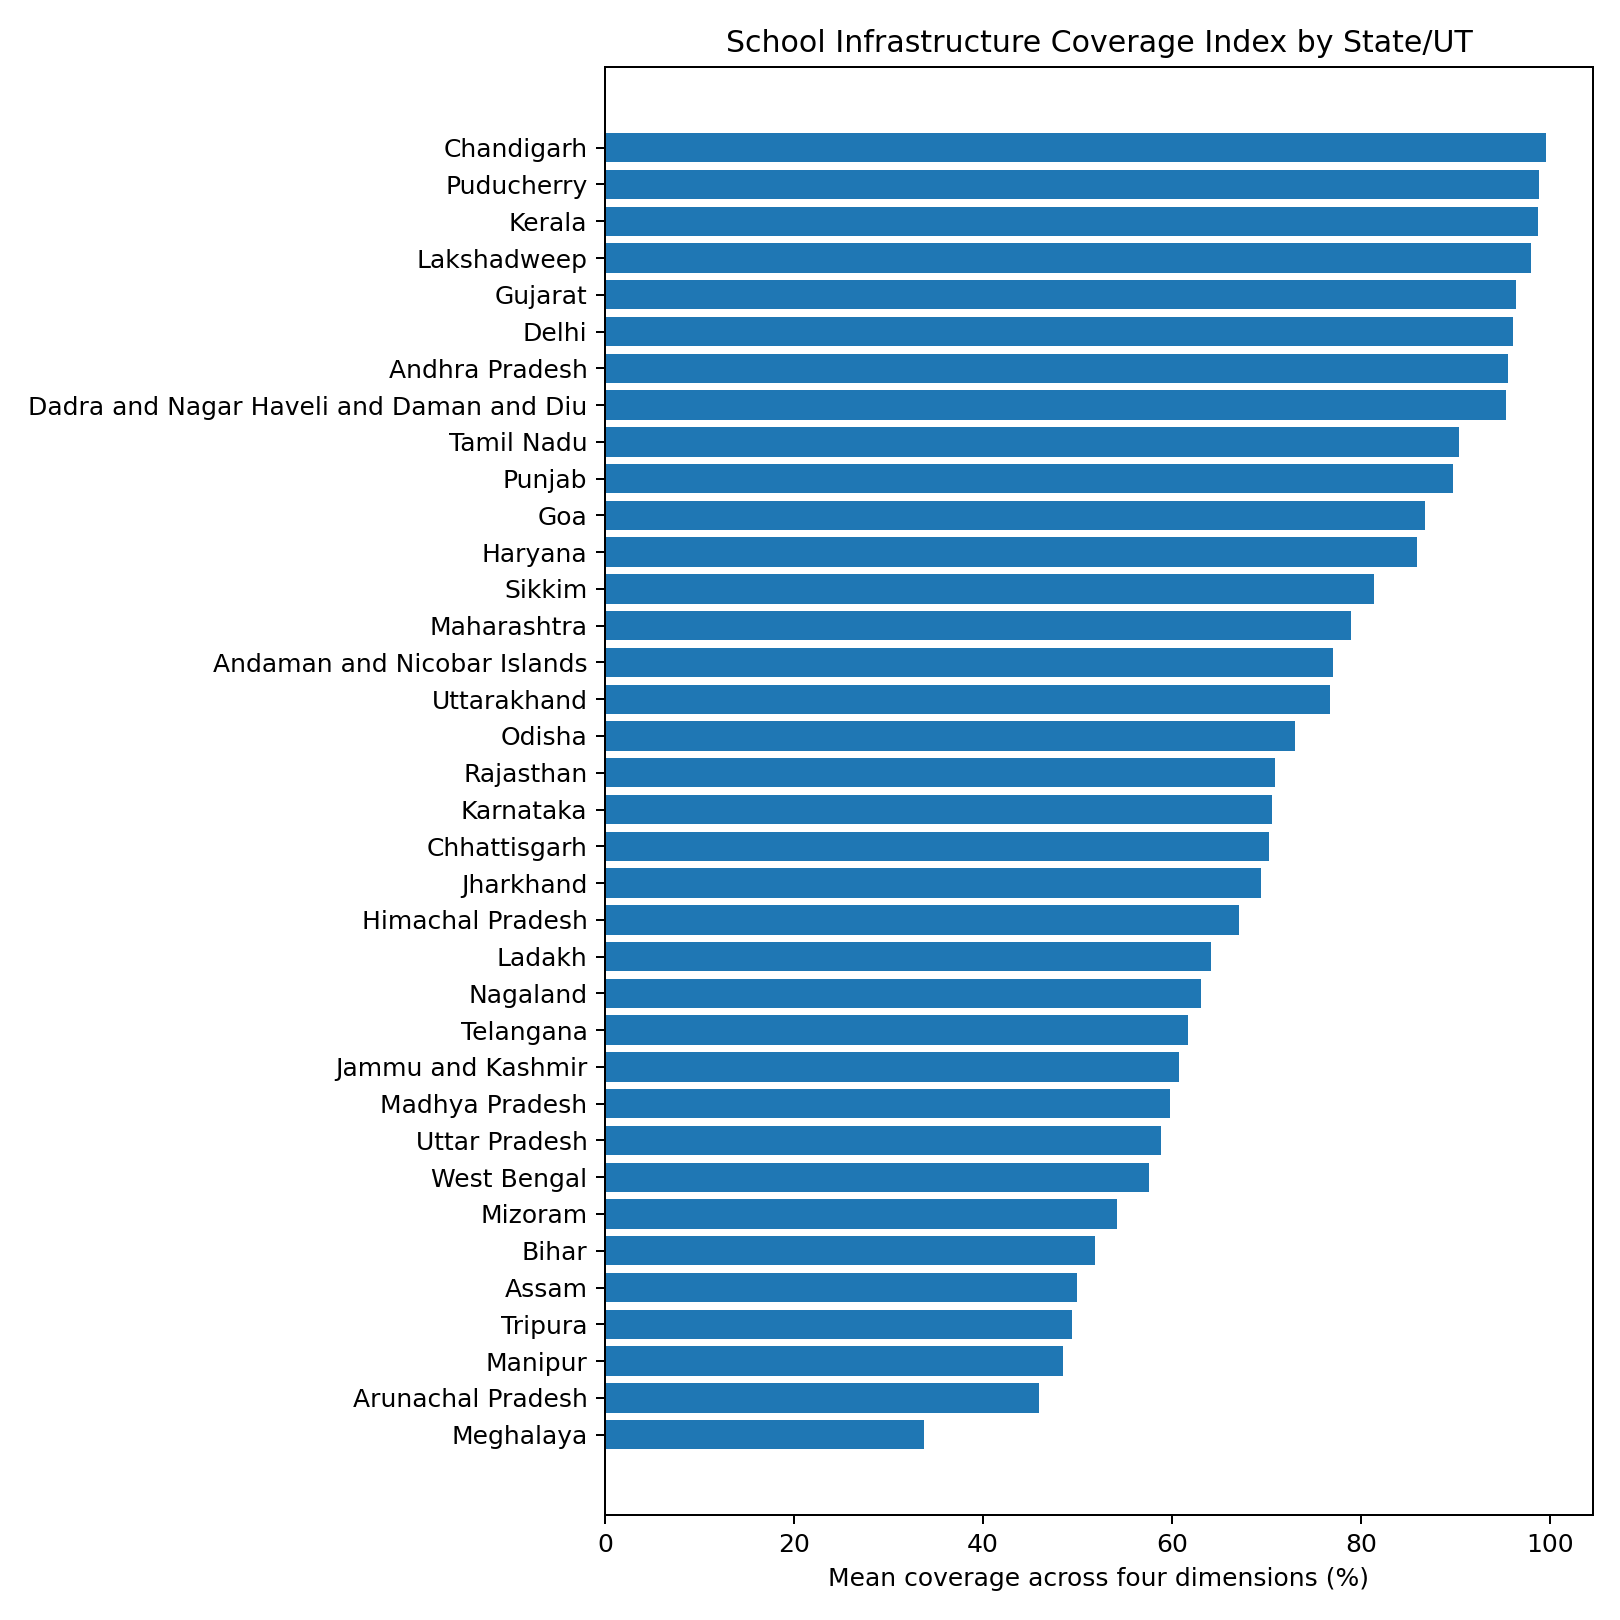 School Infrastructure Coverage Index by State/UT
Chandigarh
Puducherry
Kerala
Lakshadweep
Gujarat
Delhi
Andhra Pradesh
Dadra and Nagar Haveli and Daman and Diu
Tamil Nadu
Punjab
Goa
Haryana
Sikkim
Maharashtra
Andaman and Nicobar Islands
Uttarakhand
Odisha
Rajasthan
Karnataka
Chhattisgarh
Jharkhand
Himachal Pradesh
Ladakh
Nagaland
Telangana
Jammu and Kashmir
Madhya Pradesh
Uttar Pradesh
West Bengal
Mizoram
Bihar
Assam
Tripura
Manipur
Arunachal Pradesh
Meghalaya
0 20 40 60 80 100
Mean coverage across four dimensions (%)